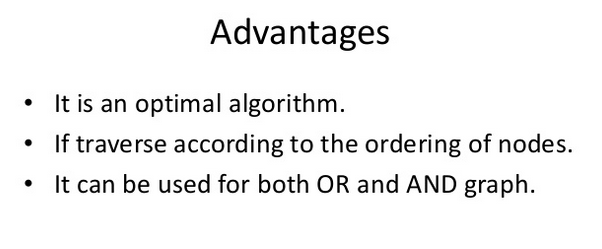 Advantages
• It is an optimal algorithm.
• If traverse according to the ordering of nodes.
• It can be used for both OR and AND graph.